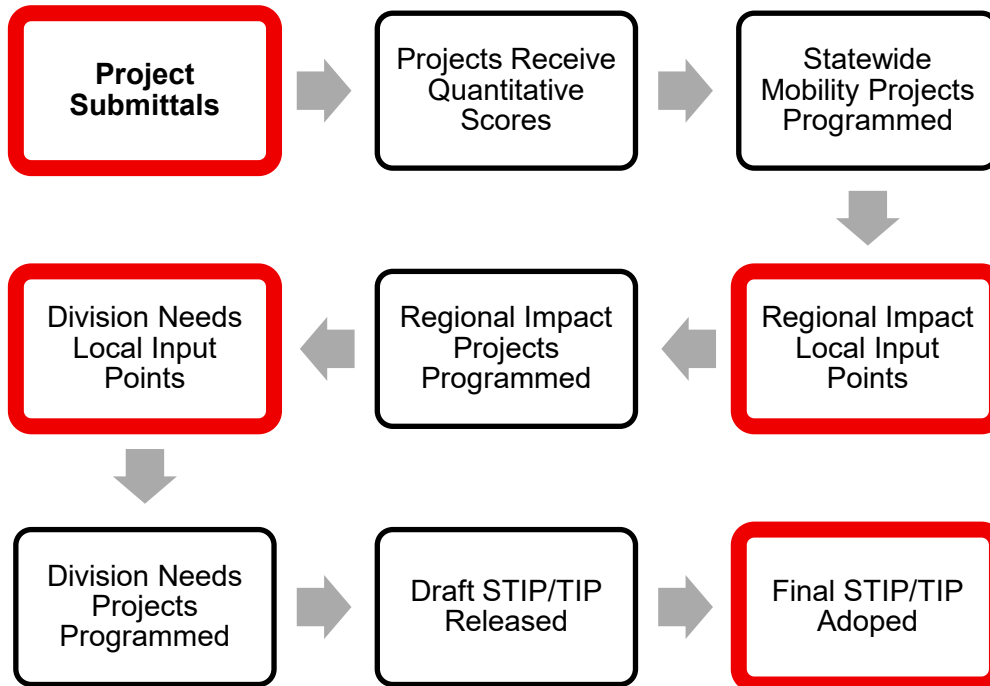 Project
Submittals
Projects Receive
Quantitative
Scores
Statewide
Mobility Projects
Programmed
Regional Impact
Local Input
Points
Regional Impact
Projects
Programmed
Division Needs
Local Input
Points
Division Needs
Projects
Programmed
Draft STIP/TIP
Released
Final STIP/TIP
Adoped